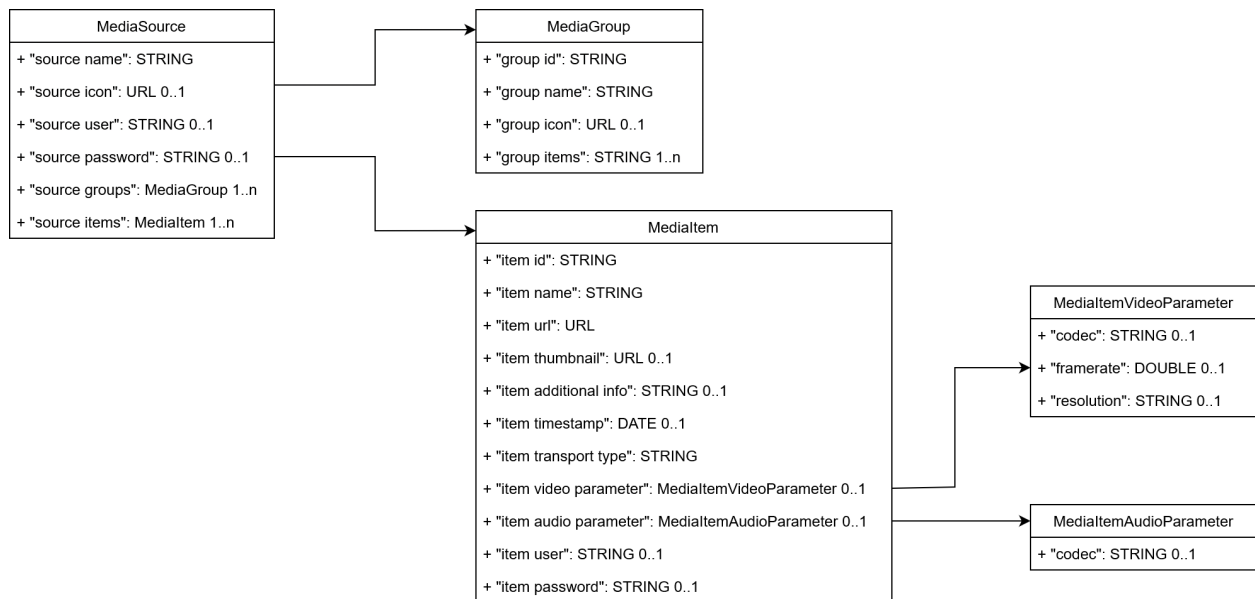 MediaSource
+ "source name": STRING
+ "source icon": URL 0..1
+ "source user": STRING 0..1
+ "source password": STRING 0..1
+ "source groups": MediaGroup 1..n
+ "source items": MediaItem 1..n
MediaGroup
+ "group id": STRING
+ "group name": STRING
+ "group icon": URL 0..1
+ "group items": STRING 1..n
MediaItem
+ "item id": STRING
+ "item name": STRING
+ "item url": URL
+ "item thumbnail": URL 0..1
+ "item additional info": STRING 0..1
+ "item timestamp": DATE 0..1
+ "item transport type": STRING
+ "item video parameter": MediaItemVideoParameter 0..1
+ "item audio parameter": MediaItemAudioParameter 0..1
+ "item user": STRING 0..1
+ "item password": STRING 0..1
MediaItemVideoParameter
+ "codec": STRING 0..1
+ "framerate": DOUBLE 0..1
+ "resolution": STRING 0..1
MediaItemAudioParameter
+ "codec": STRING 0..1